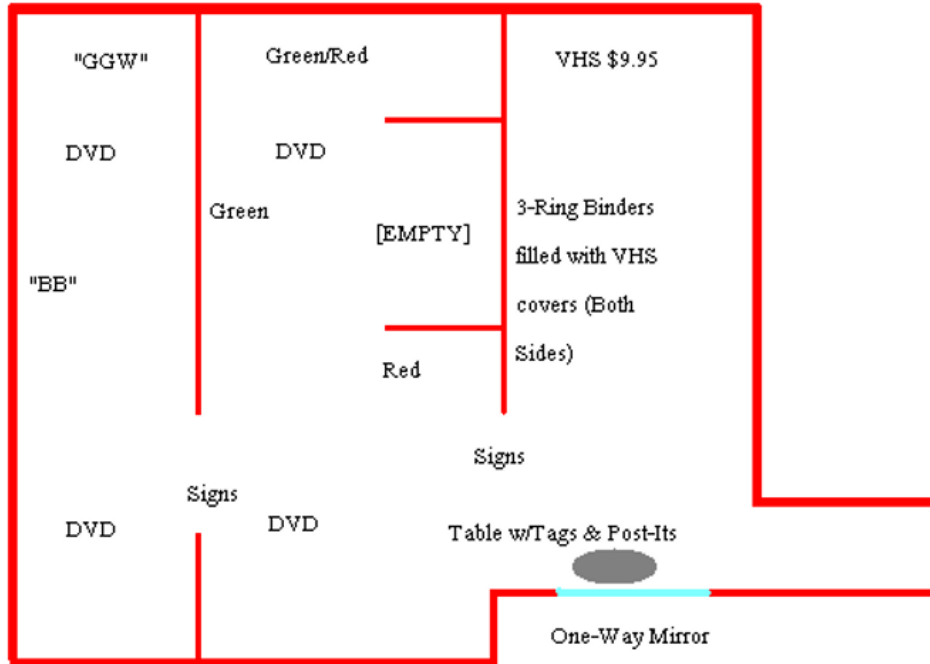 "GGW"
Green/Red
VHS $9.95
DVD
DVD
Green
3-Ring Binders
[EMPTY]
filled with VHS
"BB"
covers (Both
Sides)
Red
Signs
Signs
DVD
DVD
Table w/Tags & Post-Its
One-Way Mirror